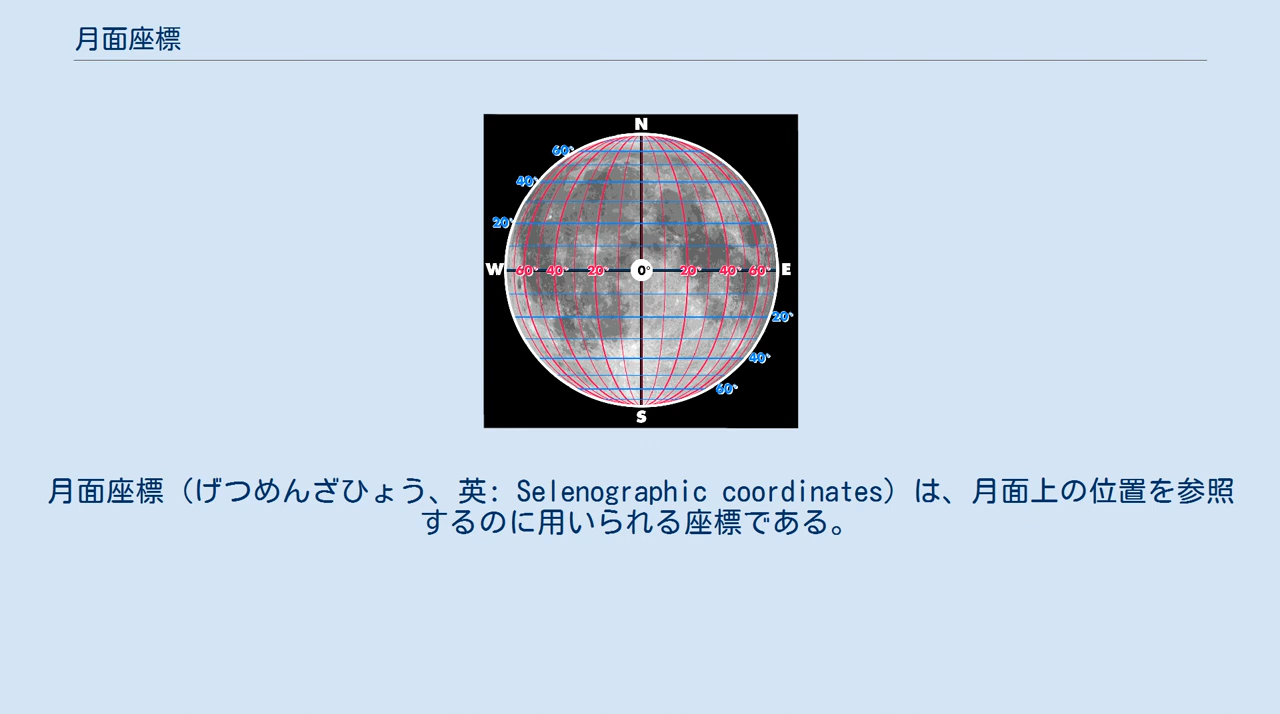 月面座標
N
60°
40°
20°
W 60° 40° 20° 0° 20° 40° 60° E
20°
40°
60°
S
月面座標（げつめんざひょう、英: Selenographic coordinates）は、月面上の位置を参照
するのに用いられる座標である。